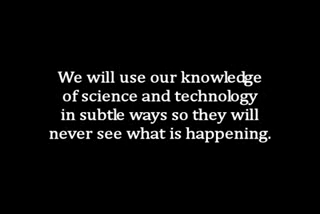 We will use our knowledge
of science and technology
in subtle ways so they will
never see what is happening.